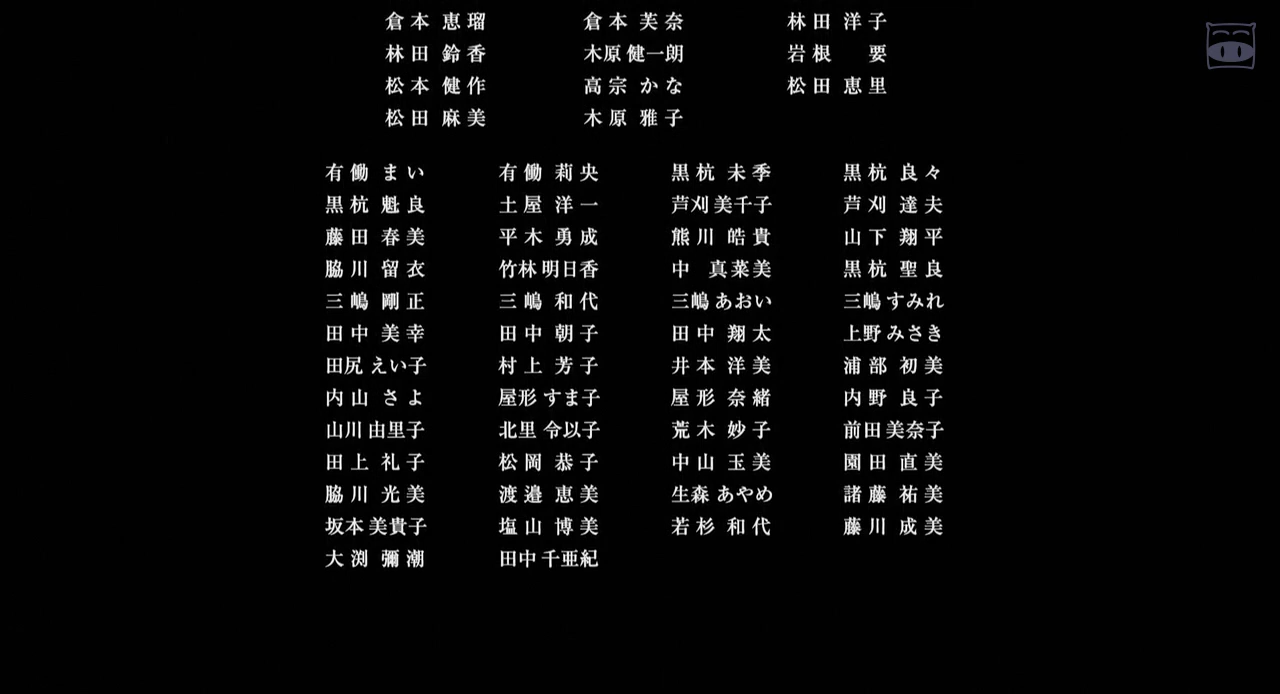 倉本 恵瑠 倉本 芙奈 林田 洋子
林田 鈴香 木原 健一朗 岩根 要
松本 健作 高宗 かな 松田 恵里
松田 麻美 木原 雅子
有働 まい 有働 莉央 黒杭 未季 黒杭 良々
黒杭 魁良 土屋 洋一 芦刈 美千子 芦刈 達夫
藤田 春美 平木 勇成 熊川 皓貴 山下 翔平
脇川 留衣 竹林 明日香 中 真菜美 黒杭 聖良
三嶋 剛正 三嶋 和代 三嶋 あおい 三嶋 すみれ
田中 美幸 田中 朝子 田中 翔太 上野 みさき
田尻 えい子 村上 芳子 井本 洋美 浦部 初美
内山 さよ 屋形 すま子 屋形 奈緒 内野 良子
山川 由里子 北里 令以子 荒木 妙子 前田 美奈子
田上 礼子 松岡 恭子 中山 玉美 園田 直美
脇川 光美 渡邉 恵美 生森 あやめ 諸藤 祐美
坂本 美貴子 塩山 博美 若杉 和代 藤川 成美
大渕 彌潮 田中 千亜紀